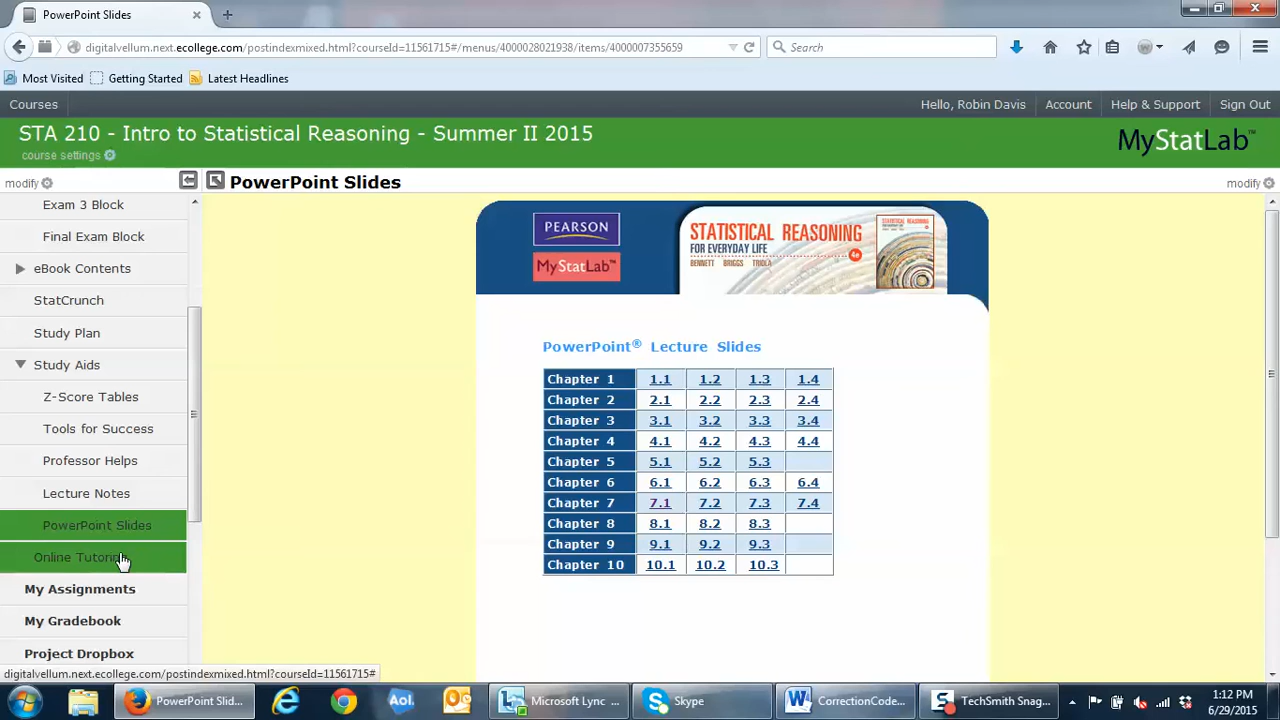 PowerPoint Slides
digitalvellum.next.ecollege.com/postindexmixed.html?courseId=11561715#/menus/4000028021938/items/4000007355659
Search
Most Visited Getting Started Latest Headlines
Courses Hello, Robin Davis Account Help & Support Sign Out
STA 210 - Intro to Statistical Reasoning - Summer II 2015
MyStatLab™
course settings
modify PowerPoint Slides modify
Exam 3 Block
Final Exam Block
eBook Contents
StatCrunch
Study Plan
Study Aids
Z-Score Tables
Tools for Success
Professor Helps
Lecture Notes
PowerPoint Slides
Online Tutoring
My Assignments
My Gradebook
Project Dropbox
PEARSON
MyStatLab™
STATISTICAL REASONING
FOR EVERYDAY LIFE
BENNETT BRIGGS TRIOLA
4e
PowerPoint® Lecture Slides
Chapter 1 1.1 1.2 1.3 1.4
Chapter 2 2.1 2.2 2.3 2.4
Chapter 3 3.1 3.2 3.3 3.4
Chapter 4 4.1 4.2 4.3 4.4
Chapter 5 5.1 5.2 5.3
Chapter 6 6.1 6.2 6.3 6.4
Chapter 7 7.1 7.2 7.3 7.4
Chapter 8 8.1 8.2 8.3
Chapter 9 9.1 9.2 9.3
Chapter 10 10.1 10.2 10.3
digitalvellum.next.ecollege.com/postindexmixed.html?courseId=11561715#
PowerPoint Slid... Aol. Microsoft Lync ... Skype CorrectionCode... TechSmith Snag... 1:12 PM
6/29/2015